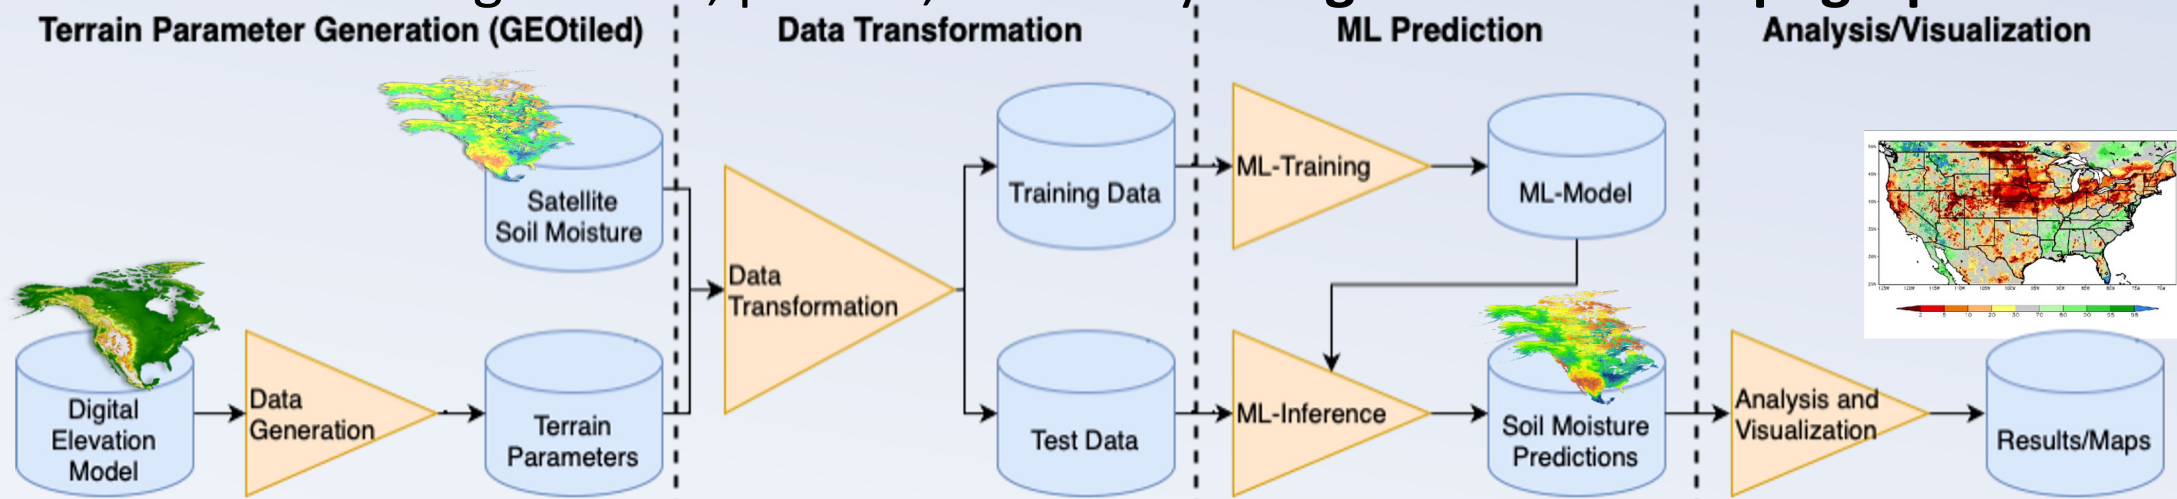 Terrain Parameter Generation (GEOtiled)
Data Transformation
ML Prediction
Analysis/Visualization
Satellite
Soil Moisture
Digital
Elevation
Model
Data
Generation
Terrain
Parameters
Data
Transformation
Training Data
Test Data
ML-Training
ML-Model
ML-Inference
Soil Moisture
Predictions
Analysis and
Visualization
Results/Maps